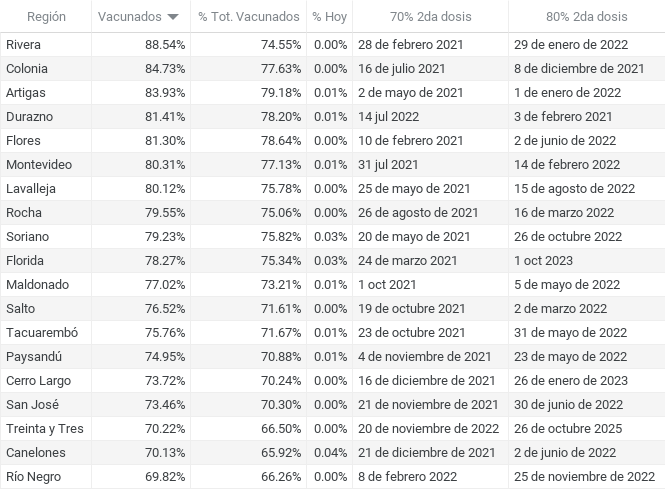 Región Vacunados % Tot. Vacunados % Hoy 70% 2da dosis 80% 2da dosis
Rivera 88.54% 74.55% 0.00% 28 de febrero 2021 29 de enero de 2022
Colonia 84.73% 77.63% 0.00% 16 de julio 2021 8 de diciembre de 2021
Artigas 83.93% 79.18% 0.01% 2 de mayo de 2021 1 de enero de 2022
Durazno 81.41% 78.20% 0.01% 14 jul 2022 3 de febrero 2021
Flores 81.30% 78.64% 0.00% 10 de febrero 2021 2 de junio de 2022
Montevideo 80.31% 77.13% 0.01% 31 jul 2021 14 de febrero 2022
Lavalleja 80.12% 75.78% 0.00% 25 de mayo de 2021 15 de agosto de 2022
Rocha 79.55% 75.06% 0.00% 26 de agosto de 2021 16 de marzo 2022
Soriano 79.23% 75.82% 0.03% 20 de mayo de 2021 26 de octubre 2022
Florida 78.27% 75.34% 0.03% 24 de marzo 2021 1 oct 2023
Maldonado 77.02% 73.21% 0.01% 1 oct 2021 5 de mayo de 2022
Salto 76.52% 71.61% 0.00% 19 de octubre 2021 2 de marzo 2022
Tacuarembó 75.76% 71.67% 0.01% 23 de octubre 2021 31 de mayo de 2022
Paysandú 74.95% 70.88% 0.01% 4 de noviembre de 2021 23 de mayo de 2022
Cerro Largo 73.72% 70.24% 0.00% 16 de diciembre de 2021 26 de enero de 2023
San José 73.46% 70.30% 0.00% 21 de noviembre de 2021 30 de junio de 2022
Treinta y Tres 70.22% 66.50% 0.00% 20 de noviembre de 2022 26 de octubre 2025
Canelones 70.13% 65.92% 0.04% 21 de diciembre de 2021 2 de junio de 2022
Río Negro 69.82% 66.26% 0.00% 8 de febrero 2022 25 de noviembre de 2022